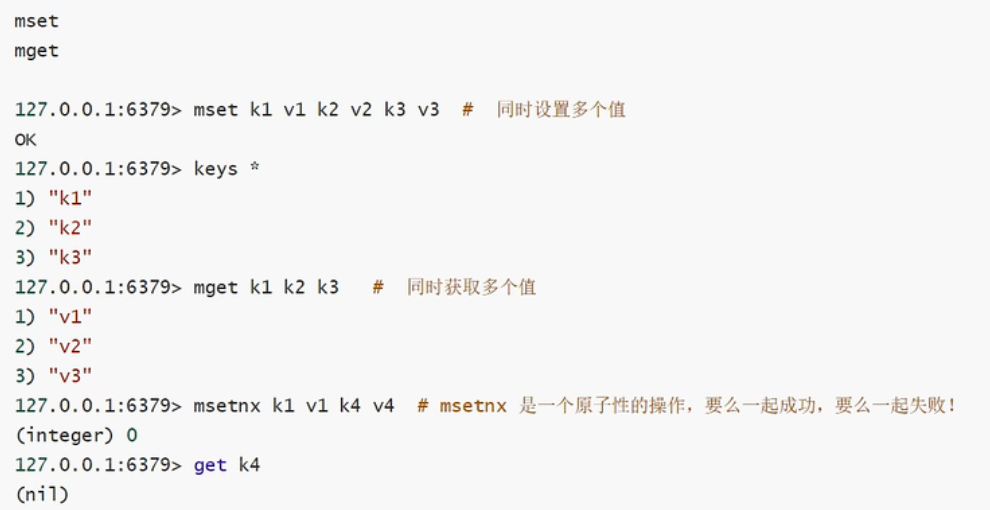 mset
mget
127.0.0.1:6379> mset k1 v1 k2 v2 k3 v3  #  同时设置多个值
OK
127.0.0.1:6379> keys *
1) "k1"
2) "k2"
3) "k3"
127.0.0.1:6379> mget k1 k2 k3   #  同时获取多个值
1) "v1"
2) "v2"
3) "v3"
127.0.0.1:6379> msetnx k1 v1 k4 v4  # msetnx 是一个原子性的操作，要么一起成功，要么一起失败！
(integer) 0
127.0.0.1:6379> get k4
(nil)